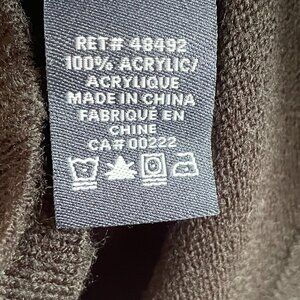 RET# 48492
100% ACRYLIC/
ACRYLIQUE
MADE IN CHINA
FABRIQUÉ EN
CHINE
CA# 00222